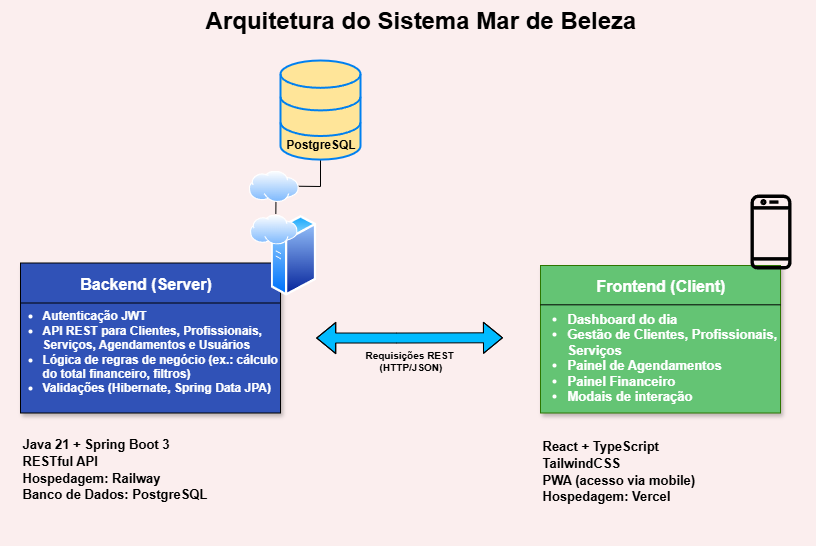 Arquitetura do Sistema Mar de Beleza
PostgreSQL
Backend (Server)
• Autenticação JWT
• API REST para Clientes, Profissionais,
Serviços, Agendamentos e Usuários
• Lógica de regras de negócio (ex.: cálculo
do total financeiro, filtros)
• Validações (Hibernate, Spring Data JPA)
Requisições REST
(HTTP/JSON)
Frontend (Client)
• Dashboard do dia
• Gestão de Clientes, Profissionais,
Serviços
• Painel de Agendamentos
• Painel Financeiro
• Modais de interação
Java 21 + Spring Boot 3
RESTful API
Hospedagem: Railway
Banco de Dados: PostgreSQL
React + TypeScript
TailwindCSS
PWA (acesso via mobile)
Hospedagem: Vercel